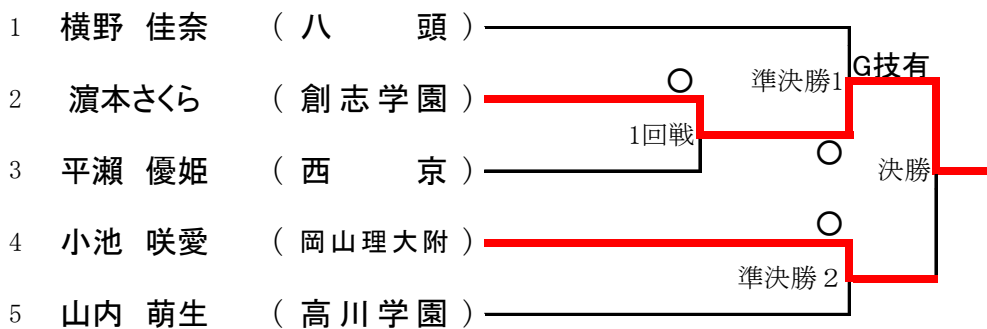 1 横野 佳奈 （ 八 頭 ）
G技有
準決勝1
2 濵本さくら （ 創志学園 ） ○
1回戦
○
3 平瀬 優姫 （ 西 京 ）
決勝
4 小池 咲愛 （ 岡山理大附 ） ○
準決勝２
5 山内 萌生 （ 高川学園 ）